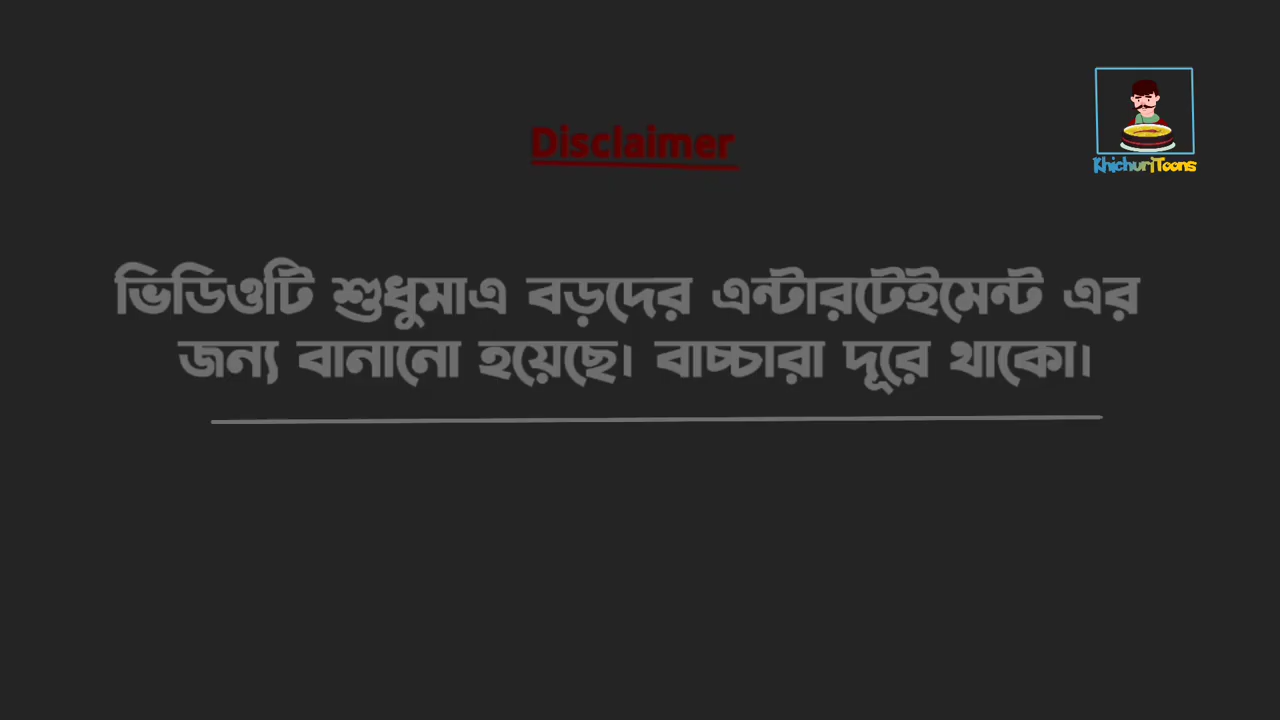 Disclaimer
KhichuriToons
ভিডিওটি শুধুমাএ বড়দের এন্টারটেইমেন্ট এর
জন্য বানানো হয়েছে। বাচ্চারা দূরে থাকো।